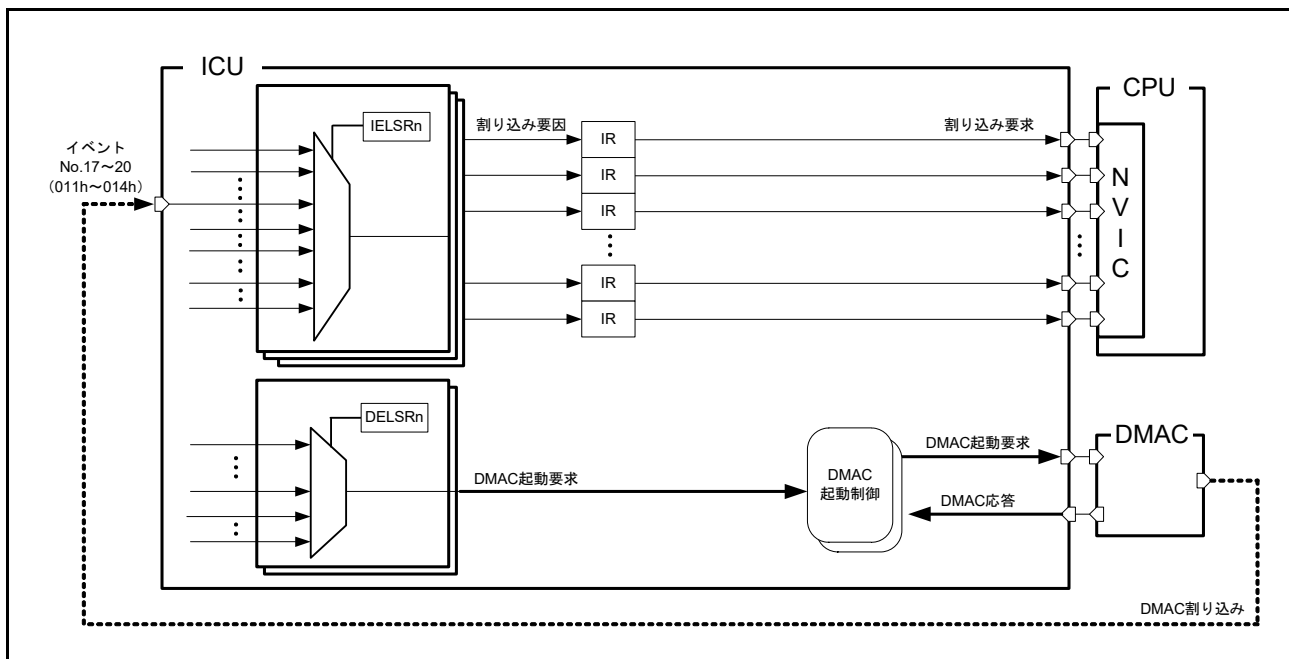 ICU
CPU
IELSRn
割り込み要因
割り込み要求
イベント
No.17～20
（011h～014h）
IR
IR
IR
IR
IR
N
V
I
C
DELSRn
DMAC起動要求
DMAC
起動制御
DMAC起動要求
DMAC応答
DMAC
DMAC割り込み